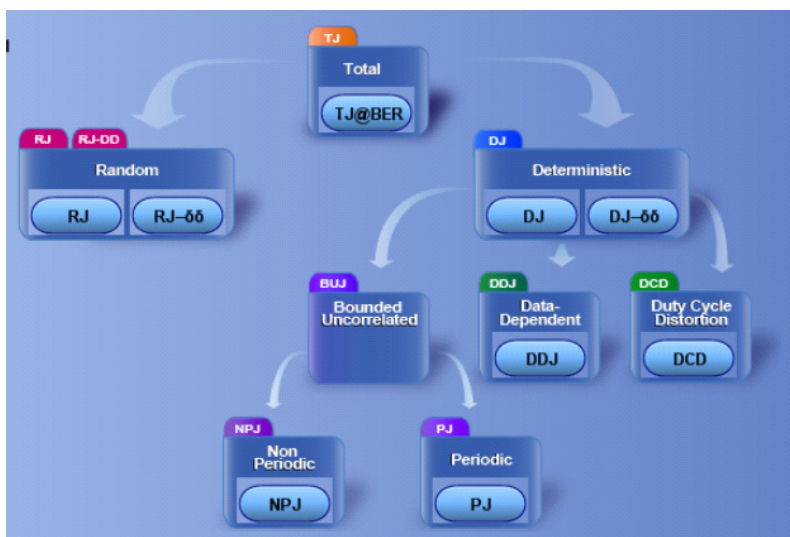 TJ
Total
TJ@BER
RJ RJ-DD
Random
RJ RJ–δδ
DJ
Deterministic
DJ DJ–δδ
BUJ
Bounded
Uncorrelated
DDJ
Data-
Dependent
DDJ
DCD
Duty Cycle
Distortion
DCD
NPJ
Non
Periodic
NPJ
PJ
Periodic
PJ